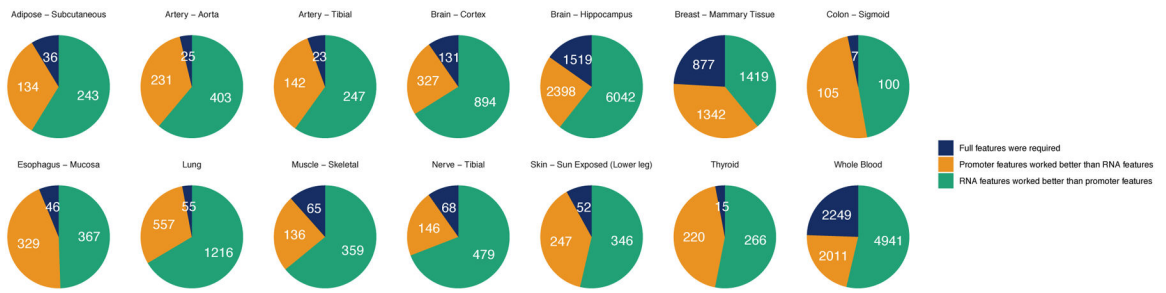 Adipose – Subcutaneous
Artery – Aorta
Artery – Tibial
Brain – Cortex
Brain – Hippocampus
Breast – Mammary Tissue
Colon – Sigmoid
36
134
243
25
231
403
23
142
247
131
327
894
1519
2398
6042
877
1419
1342
7
105
100
Esophagus – Mucosa
Lung
Muscle – Skeletal
Nerve – Tibial
Skin – Sun Exposed (Lower leg)
Thyroid
Whole Blood
46
329
367
55
557
1216
65
136
359
68
146
479
52
247
346
15
220
266
2249
2011
4941
Full features were required
Promoter features worked better than RNA features
RNA features worked better than promoter features